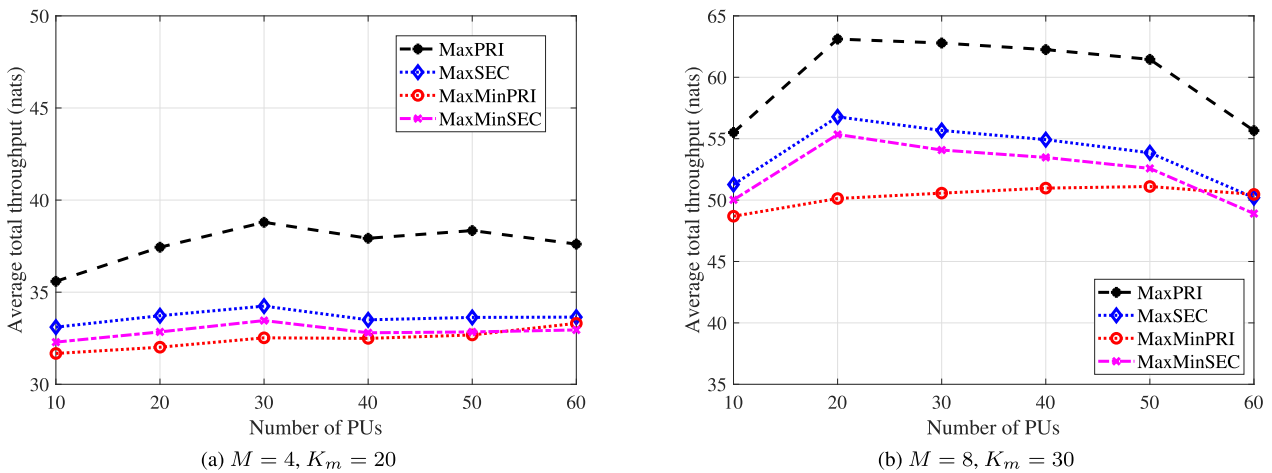 50
45
40
35
30
Average total throughput (nats)
MaxPRI
MaxSEC
MaxMinPRI
MaxMinSEC
10 20 30 40 50 60
Number of PUs
(a) M = 4, K_m = 20
65
60
55
50
45
40
35
Average total throughput (nats)
MaxPRI
MaxSEC
MaxMinPRI
MaxMinSEC
10 20 30 40 50 60
Number of PUs
(b) M = 8, K_m = 30